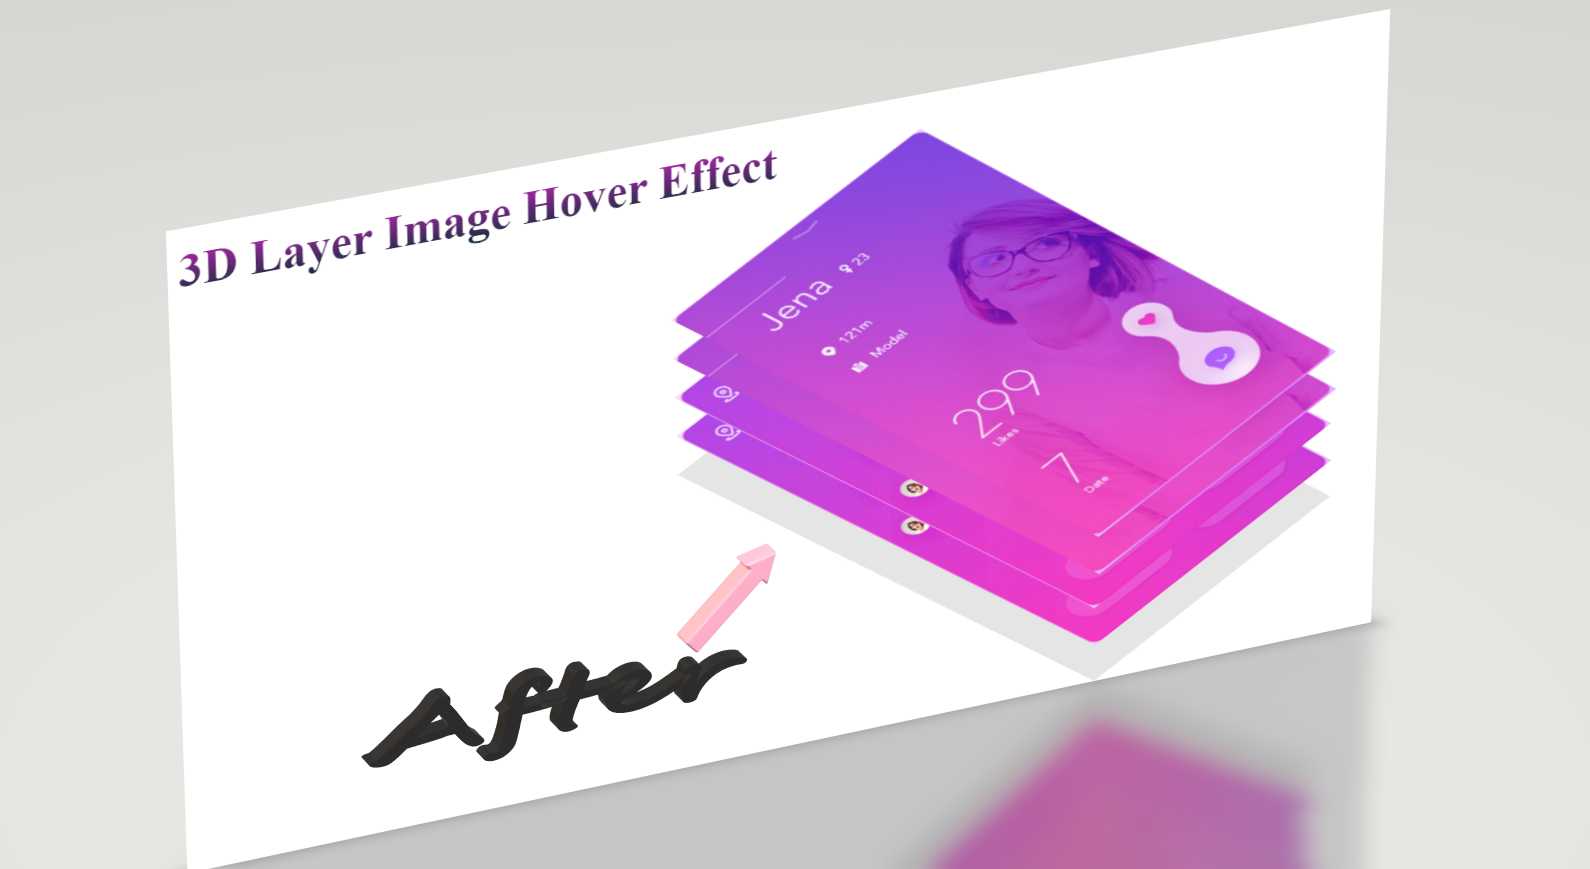 3D Layer Image Hover Effect
Jena
23
121m
Model
299
Likes
7
Date
After